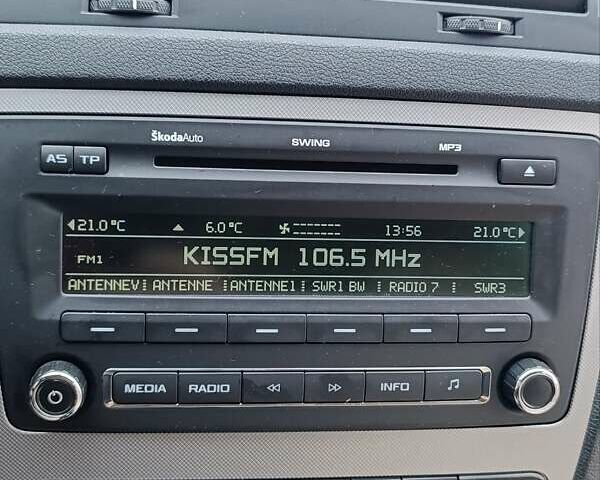 ŠkodaAuto SWING MP3
AS TP
21.0°C 6.0°C 13:56 21.0°C
FM1 KISSFM 106.5 MHz
ANTENNEV ANTENNE ANTENNE1 SWR1 BW RADIO 7 SWR3
MEDIA RADIO INFO